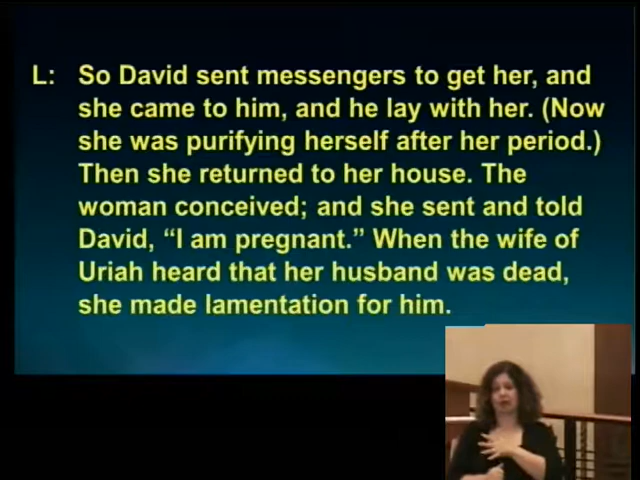 L: So David sent messengers to get her, and
she came to him, and he lay with her. (Now
she was purifying herself after her period.)
Then she returned to her house. The
woman conceived; and she sent and told
David, “I am pregnant.” When the wife of
Uriah heard that her husband was dead,
she made lamentation for him.